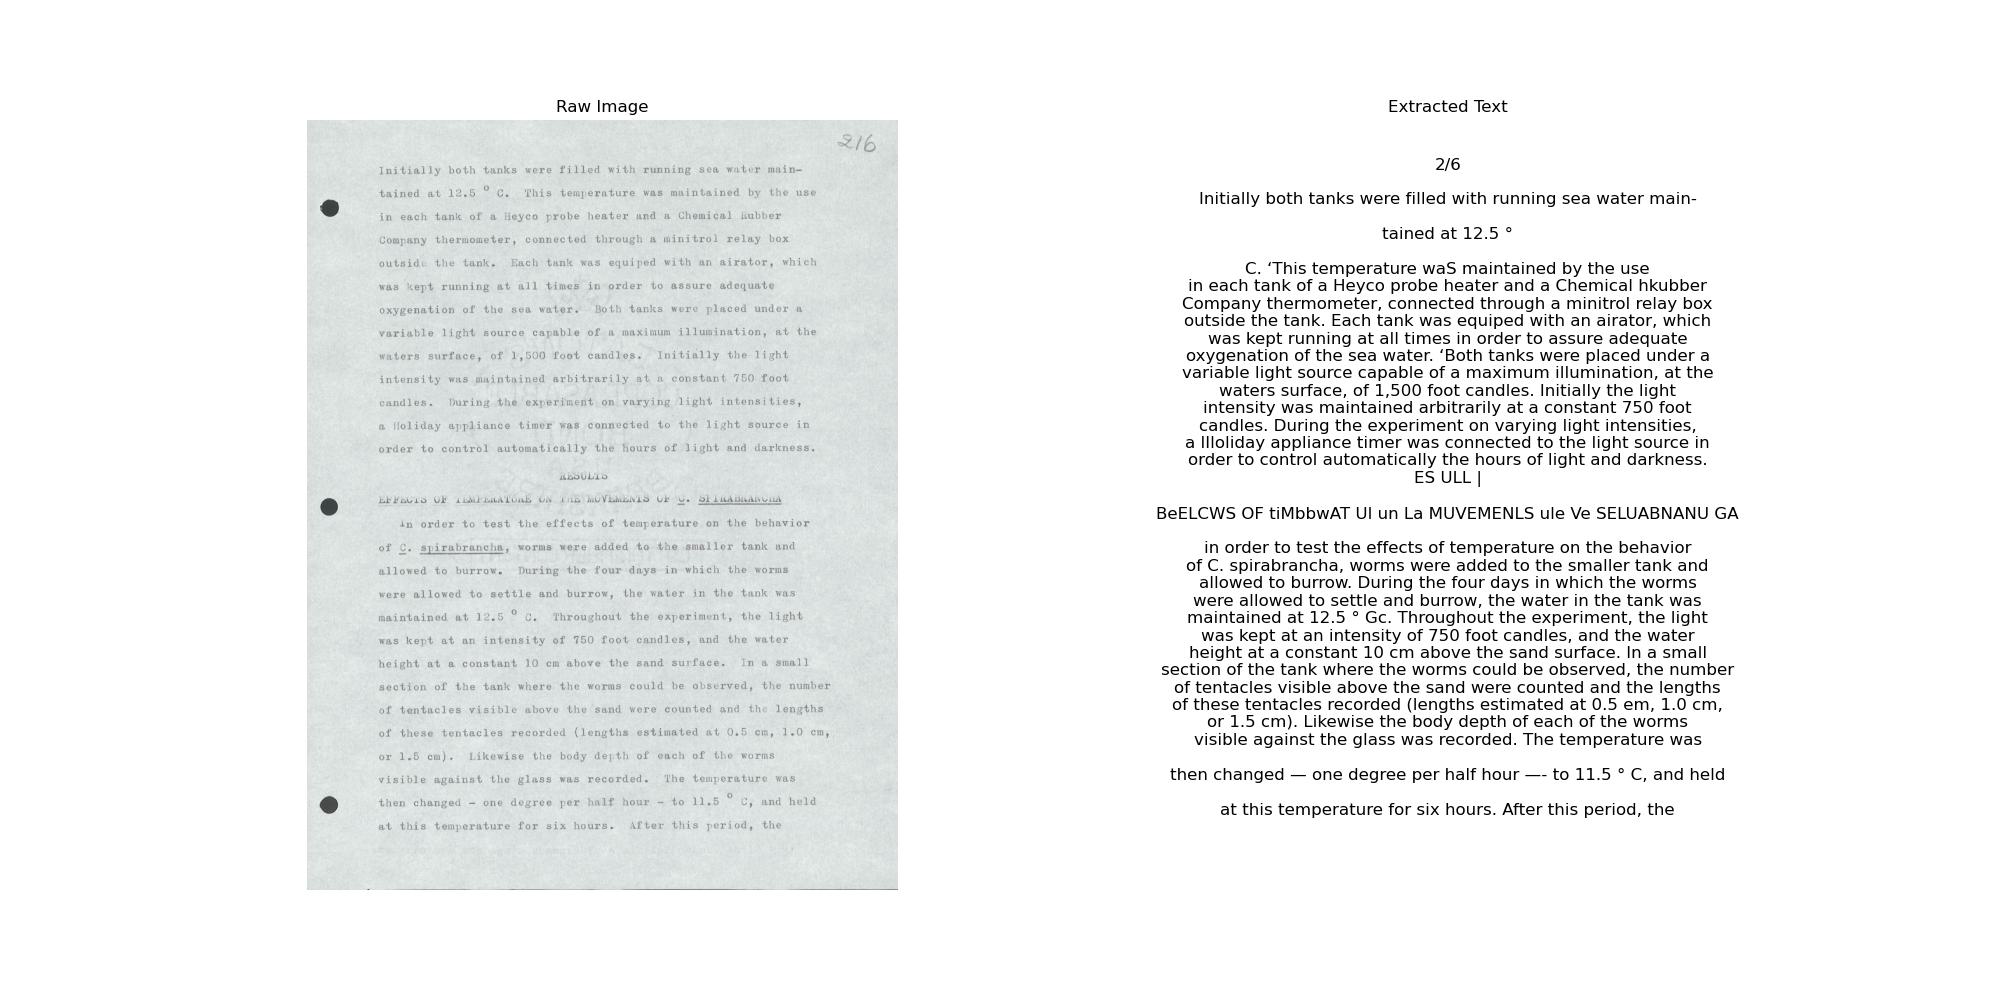 Raw Image
216
Initially both tanks were filled with running sea water main-
tained at 12.5 ° C. This temperature was maintained by the use
in each tank of a Heyco probe heater and a Chemical Rubber
Company thermometer, connected through a minitrol relay box
outside the tank. Each tank was equiped with an airator, which
was kept running at all times in order to assure adequate
oxygenation of the sea water. Both tanks were placed under a
variable light source capable of a maximum illumination, at the
waters surface, of 1,500 foot candles. Initially the light
intensity was maintained arbitrarily at a constant 750 foot
candles. During the experiment on varying light intensities,
a Holiday appliance timer was connected to the light source in
order to control automatically the hours of light and darkness.
RESULTS
EFFECTS OF TEMPERATURE ON THE MOVEMENTS OF C. SPIRABRANCHA
In order to test the effects of temperature on the behavior
of C. spirabrancha, worms were added to the smaller tank and
allowed to burrow. During the four days in which the worms
were allowed to settle and burrow, the water in the tank was
maintained at 12.5 ° C. Throughout the experiment, the light
was kept at an intensity of 750 foot candles, and the water
height at a constant 10 cm above the sand surface. In a small
section of the tank where the worms could be observed, the number
of tentacles visible above the sand were counted and the lengths
of these tentacles recorded (lengths estimated at 0.5 cm, 1.0 cm,
or 1.5 cm). Likewise the body depth of each of the worms
visible against the glass was recorded. The temperature was
then changed - one degree per half hour - to 11.5 ° C, and held
at this temperature for six hours. After this period, the
Extracted Text
2/6
Initially both tanks were filled with running sea water main-
tained at 12.5 °
C. ‘This temperature waS maintained by the use
in each tank of a Heyco probe heater and a Chemical hkubber
Company thermometer, connected through a minitrol relay box
outside the tank. Each tank was equiped with an airator, which
was kept running at all times in order to assure adequate
oxygenation of the sea water. ‘Both tanks were placed under a
variable light source capable of a maximum illumination, at the
waters surface, of 1,500 foot candles. Initially the light
intensity was maintained arbitrarily at a constant 750 foot
candles. During the experiment on varying light intensities,
a Illoliday appliance timer was connected to the light source in
order to control automatically the hours of light and darkness.
ES ULL |
BeELCWS OF tiMbbwAT UI un La MUVEMENLS ule Ve SELUABNANU GA
in order to test the effects of temperature on the behavior
of C. spirabrancha, worms were added to the smaller tank and
allowed to burrow. During the four days in which the worms
were allowed to settle and burrow, the water in the tank was
maintained at 12.5 ° Gc. Throughout the experiment, the light
was kept at an intensity of 750 foot candles, and the water
height at a constant 10 cm above the sand surface. In a small
section of the tank where the worms could be observed, the number
of tentacles visible above the sand were counted and the lengths
of these tentacles recorded (lengths estimated at 0.5 em, 1.0 cm,
or 1.5 cm). Likewise the body depth of each of the worms
visible against the glass was recorded. The temperature was
then changed — one degree per half hour —- to 11.5 ° C, and held
at this temperature for six hours. After this period, the